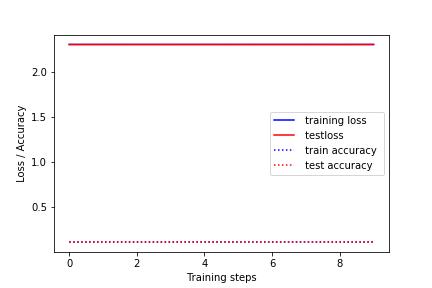 2.0
1.5
1.0
0.5
Loss / Accuracy
training loss
testloss
train accuracy
test accuracy
0 2 4 6 8
Training steps